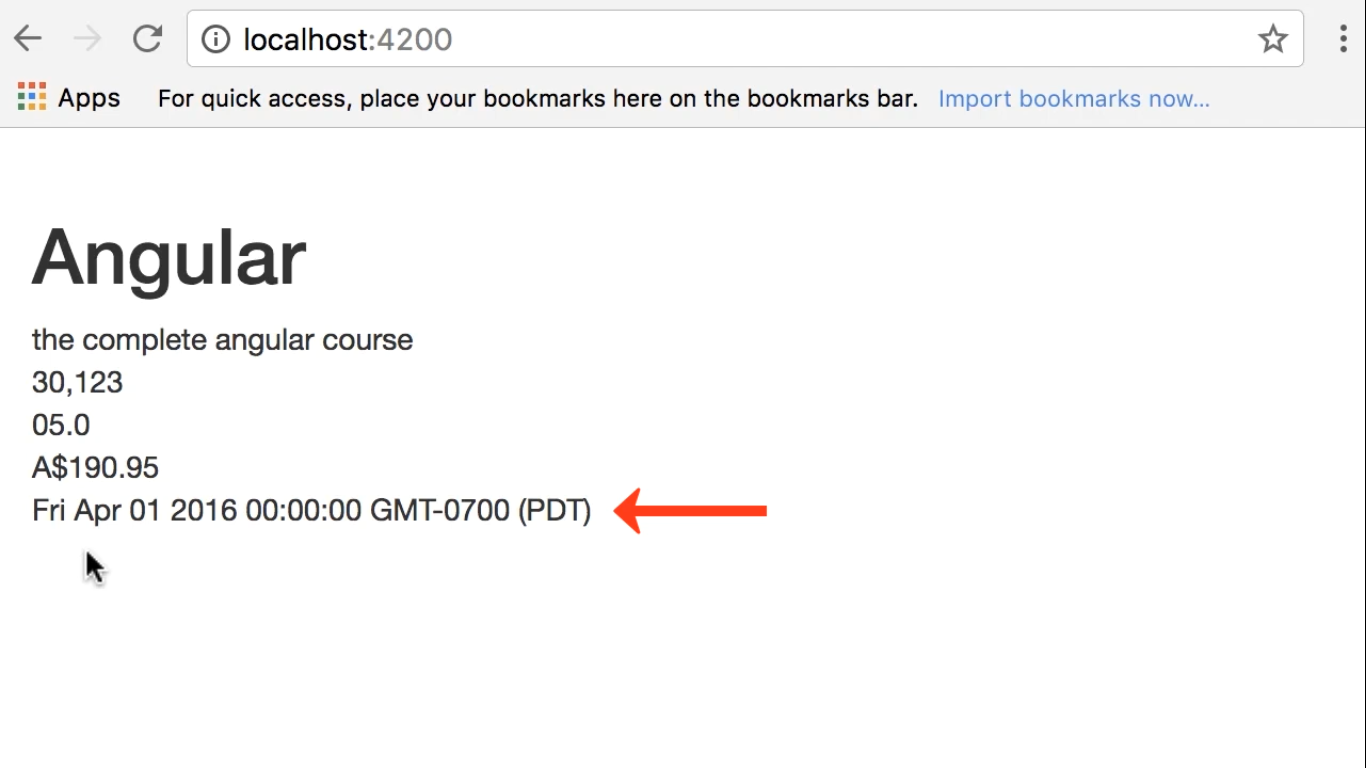 localhost:4200
Apps For quick access, place your bookmarks here on the bookmarks bar. Import bookmarks now...
Angular
the complete angular course
30,123
05.0
A$190.95
Fri Apr 01 2016 00:00:00 GMT-0700 (PDT)